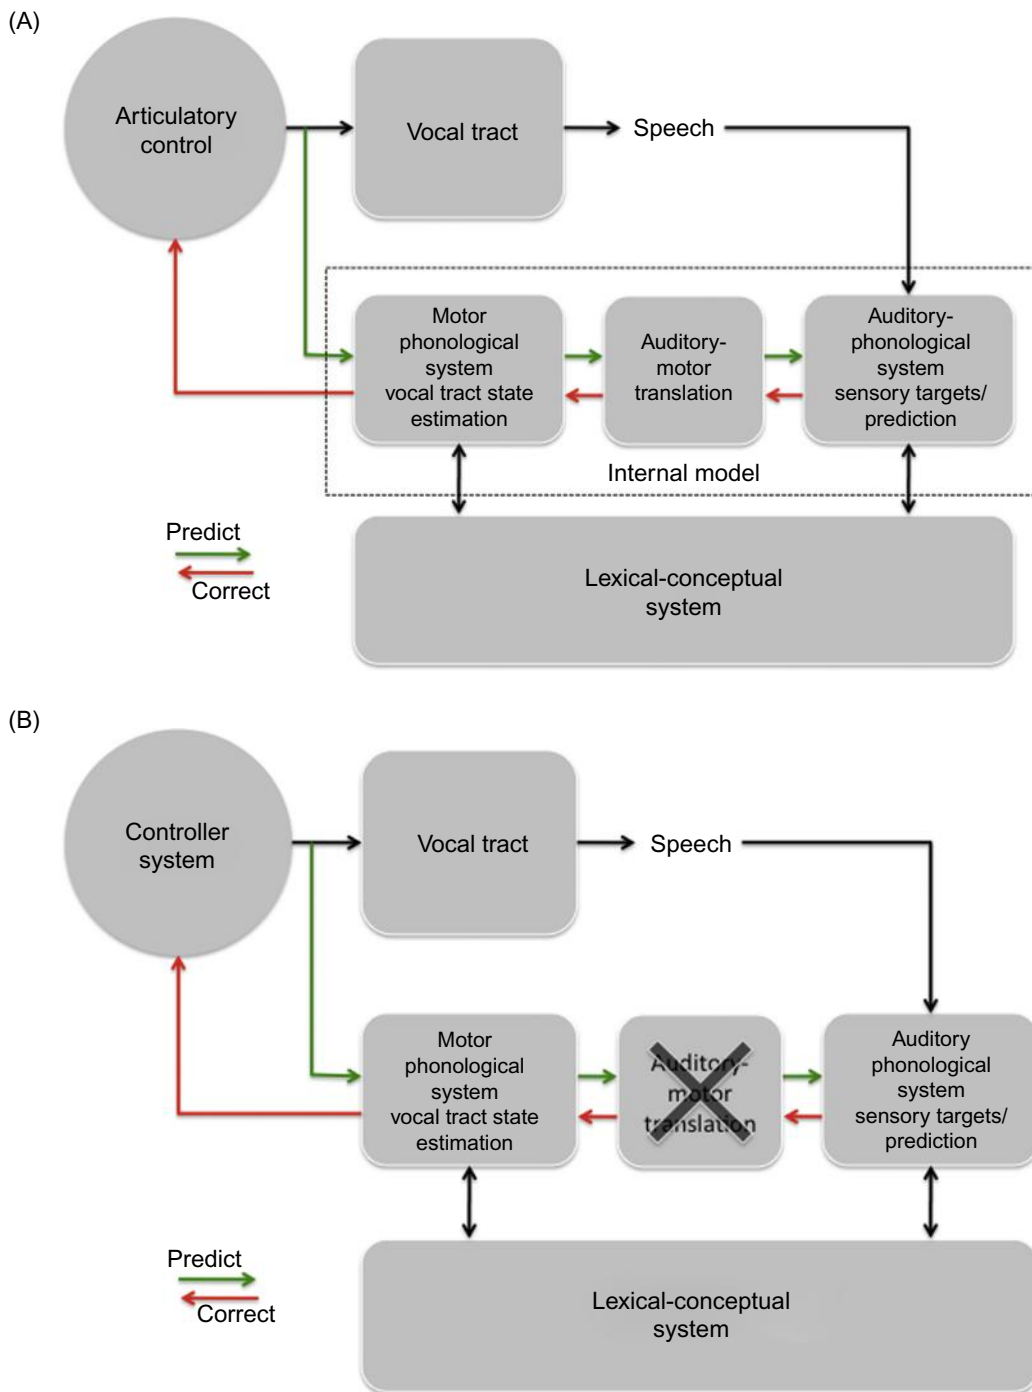 (A)
Articulatory
control
Vocal tract
Speech
Motor
phonological
system
vocal tract state
estimation
Auditory-
motor
translation
Auditory-
phonological
system
sensory targets/
prediction
Internal model
Predict
Correct
Lexical-conceptual
system
(B)
Controller
system
Vocal tract
Speech
Motor
phonological
system
vocal tract state
estimation
Auditory-
motor
translation
Auditory
phonological
system
sensory targets/
prediction
Predict
Correct
Lexical-conceptual
system